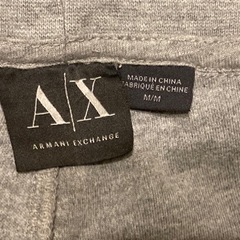 A|X
ARMANI EXCHANGE
MADE IN CHINA
FABRIQUÉ EN CHINE
M/M